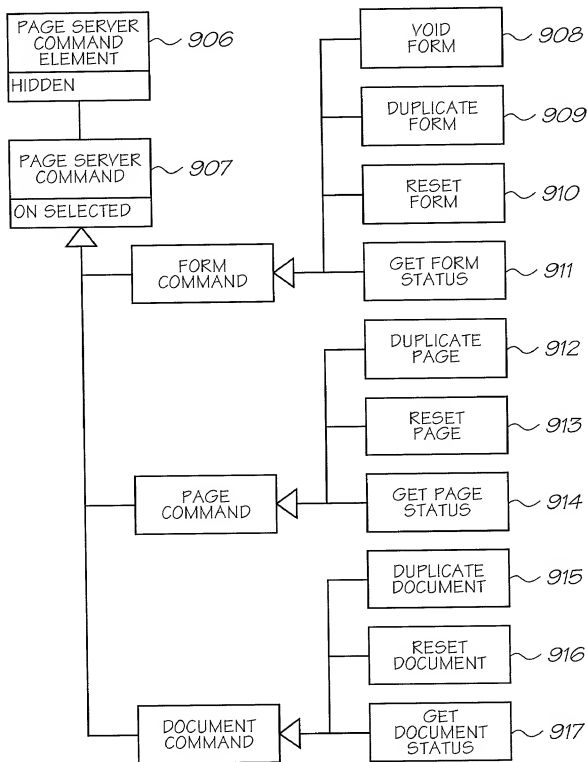 PAGE SERVER
COMMAND
ELEMENT
906
HIDDEN
PAGE SERVER
COMMAND
907
ON SELECTED
FORM
COMMAND
VOID
FORM
908
DUPLICATE
FORM
909
RESET
FORM
910
GET FORM
STATUS
911
PAGE
COMMAND
DUPLICATE
PAGE
912
RESET
PAGE
913
GET PAGE
STATUS
914
DOCUMENT
COMMAND
DUPLICATE
DOCUMENT
915
RESET
DOCUMENT
916
GET
DOCUMENT
STATUS
917